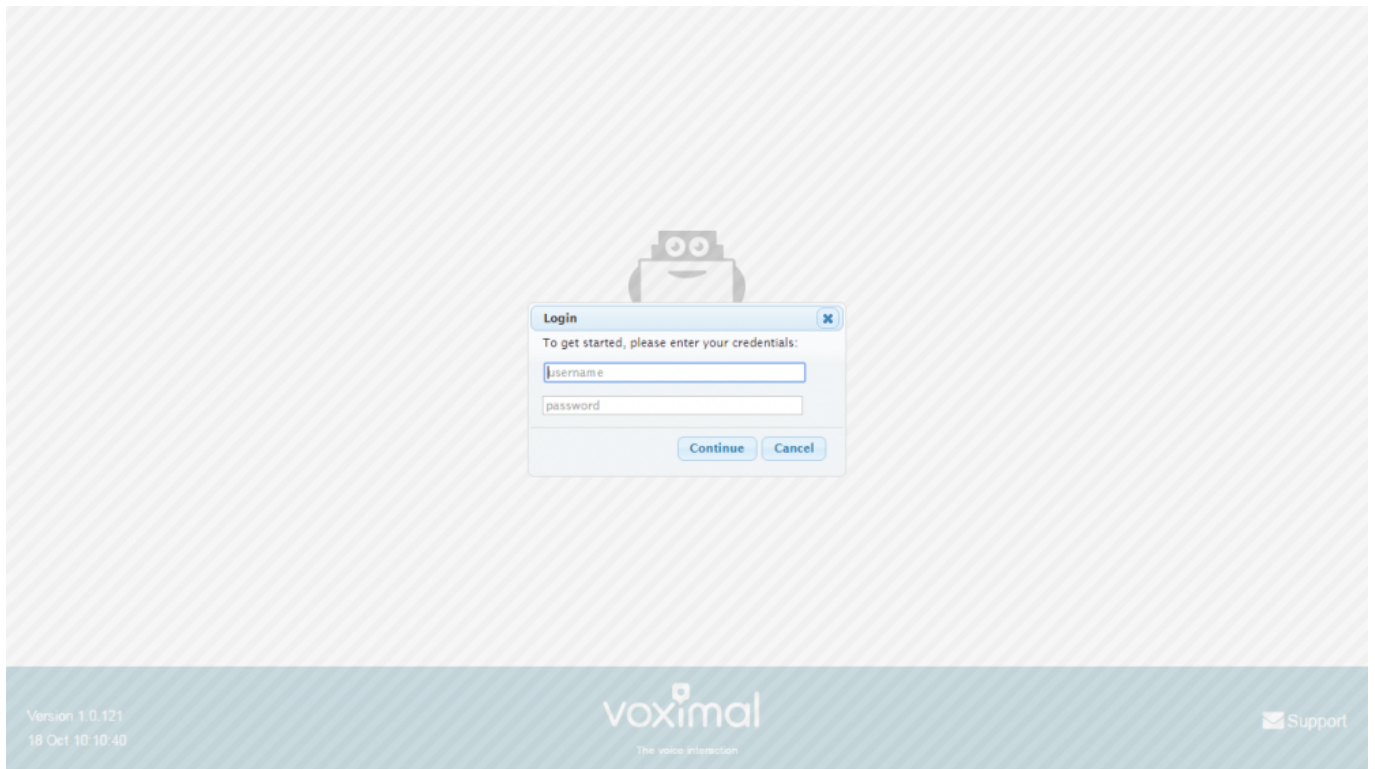 Login
To get started, please enter your credentials:
username
password
Continue Cancel
Version 1.0.121
18 Oct 10:10:40
voximal
The voice interaction
Support